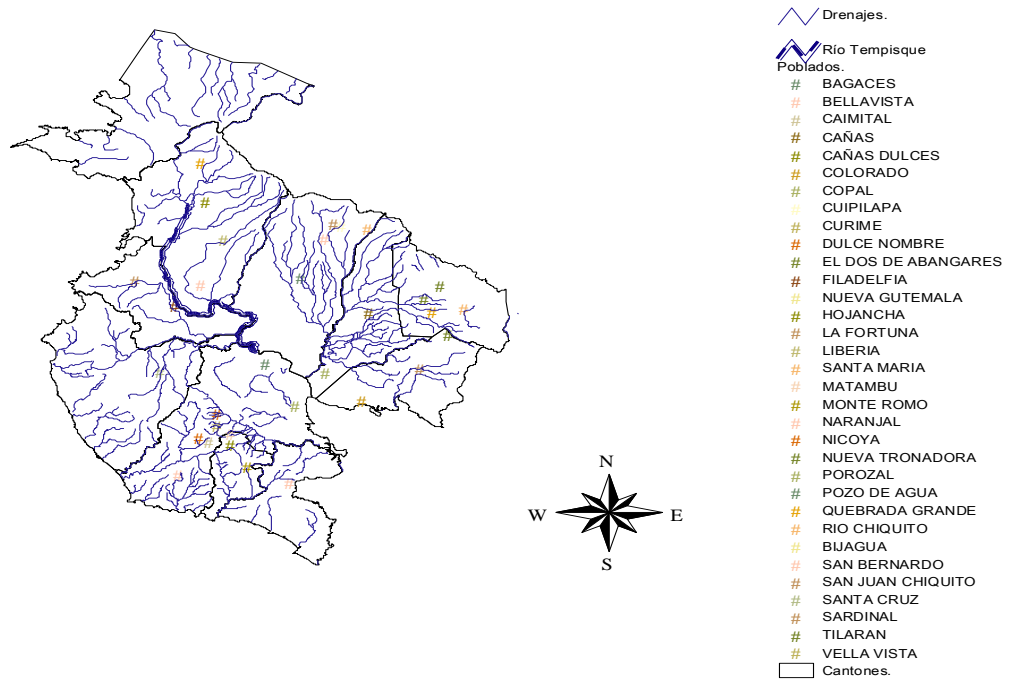 Drenajes.
Río Tempisque
Poblados.
# BAGACES
# BELLAVISTA
# CAIMITAL
# CAÑAS
# CAÑAS DULCES
# COLORADO
# COPAL
# CUIPILAPA
# CURIME
# DULCE NOMBRE
# EL DOS DE ABANGARES
# FILADELFIA
# NUEVA GUTEMALA
# HOJANCHA
# LA FORTUNA
# LIBERIA
# SANTA MARIA
# MATAMBU
# MONTE ROMO
# NARANJAL
# NICOYA
# NUEVA TRONADORA
# POROZAL
# POZO DE AGUA
# QUEBRADA GRANDE
# RIO CHIQUITO
# BIJAGUA
# SAN BERNARDO
# SAN JUAN CHIQUITO
# SANTA CRUZ
# SARDINAL
# TILARAN
# VELLA VISTA
Cantones.
N
W E
S